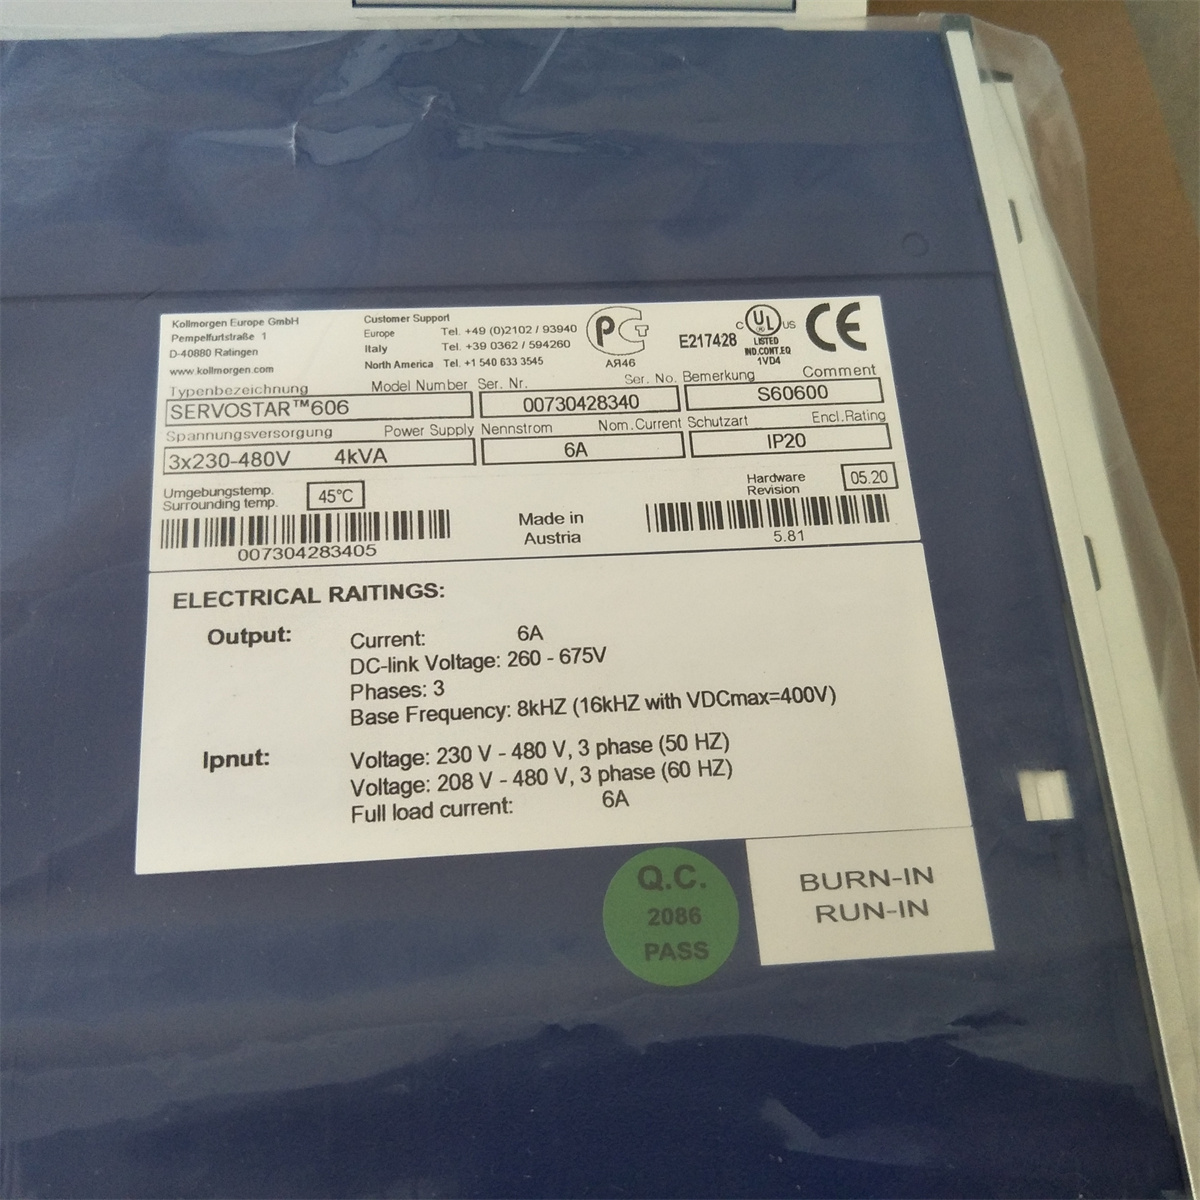 Kollmorgen Europe GmbH
Pempelfurtstraße 1
D-40880 Ratingen
www.kollmorgen.com
Customer Support
Europe Tel. +49 (0)2102 / 93940
Italy Tel. +39 0362 / 594260
North America Tel. +1 540 633 3545
АЯ46
E217428
C UL US
LISTED
IND.CONT.EQ
1VD4
CE
Typenbezeichnung Model Number
SERVOSTAR™606
Ser. Nr. Ser. No.
00730428340
Bemerkung Comment
S60600
Spannungsversorgung Power Supply
3x230-480V 4kVA
Nennstrom Nom.Current
6A
Schutzart Encl.Rating
IP20
Umgebungstemp.
Surrounding temp.
45°C
007304283405
Made in
Austria
Hardware
Revision
05.20
5.81
ELECTRICAL RAITINGS:
Output:
Current: 6A
DC-link Voltage: 260 - 675V
Phases: 3
Base Frequency: 8kHZ (16kHZ with VDCmax=400V)
Ipnut:
Voltage: 230 V - 480 V, 3 phase (50 HZ)
Voltage: 208 V - 480 V, 3 phase (60 HZ)
Full load current: 6A
Q.C.
2086
PASS
BURN-IN
RUN-IN